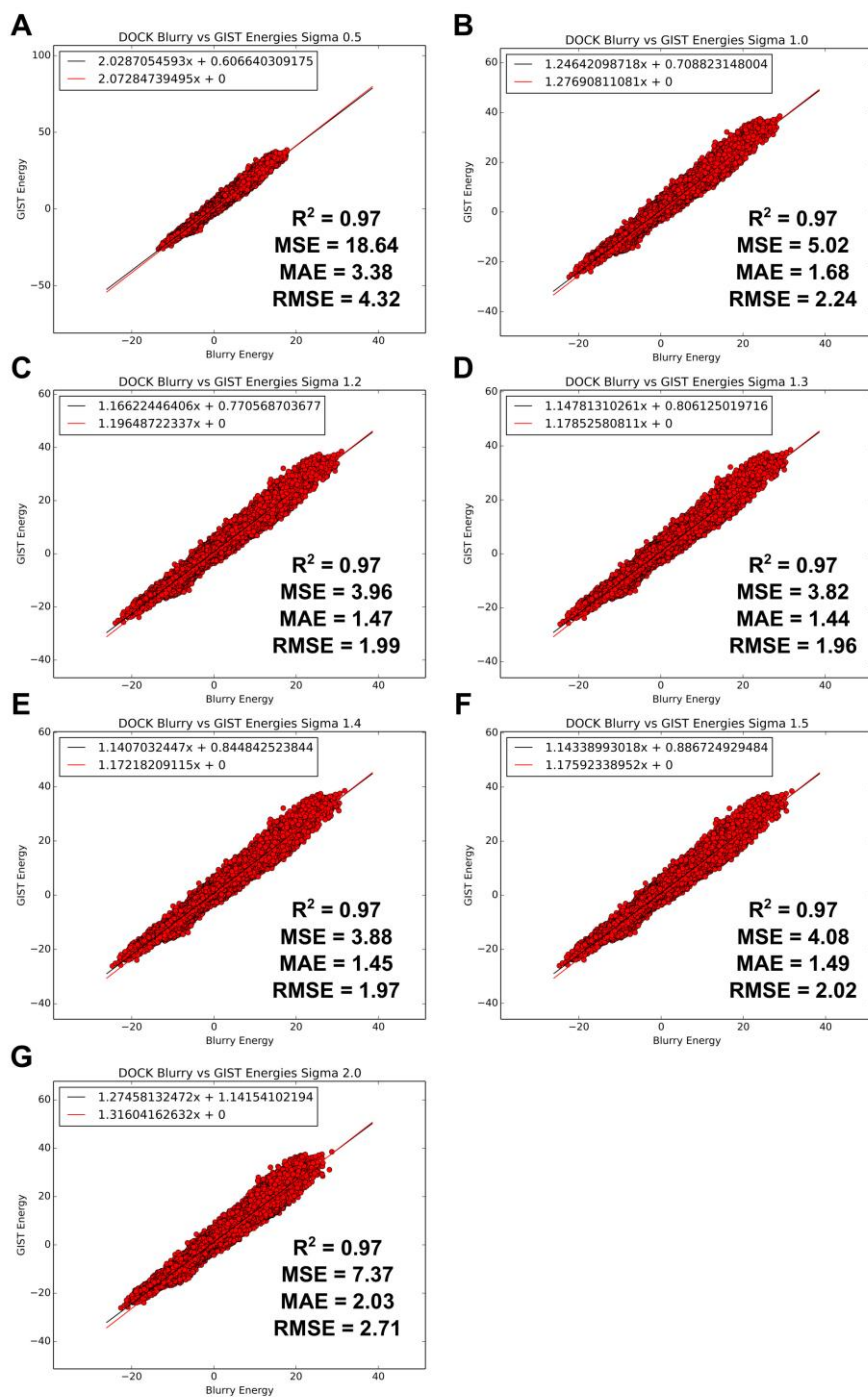 A
DOCK Blurry vs GIST Energies Sigma 0.5
2.0287054593x + 0.606640309175
2.07284739495x + 0
100
50
0
−50
GIST Energy
R² = 0.97
MSE = 18.64
MAE = 3.38
RMSE = 4.32
−20 0 20 40
Blurry Energy
B
DOCK Blurry vs GIST Energies Sigma 1.0
1.24642098718x + 0.708823148004
1.27690811081x + 0
60
40
20
0
−20
−40
GIST Energy
R² = 0.97
MSE = 5.02
MAE = 1.68
RMSE = 2.24
−20 0 20 40
Blurry Energy
C
DOCK Blurry vs GIST Energies Sigma 1.2
1.16622446406x + 0.770568703677
1.19648722337x + 0
60
40
20
0
−20
−40
GIST Energy
R² = 0.97
MSE = 3.96
MAE = 1.47
RMSE = 1.99
−20 0 20 40
Blurry Energy
D
DOCK Blurry vs GIST Energies Sigma 1.3
1.14781310261x + 0.806125019716
1.17852580811x + 0
60
40
20
0
−20
−40
GIST Energy
R² = 0.97
MSE = 3.82
MAE = 1.44
RMSE = 1.96
−20 0 20 40
Blurry Energy
E
DOCK Blurry vs GIST Energies Sigma 1.4
1.1407032447x + 0.844842523844
1.17218209115x + 0
60
40
20
0
−20
−40
GIST Energy
R² = 0.97
MSE = 3.88
MAE = 1.45
RMSE = 1.97
−20 0 20 40
Blurry Energy
F
DOCK Blurry vs GIST Energies Sigma 1.5
1.14338993018x + 0.886724929484
1.17592338952x + 0
60
40
20
0
−20
−40
GIST Energy
R² = 0.97
MSE = 4.08
MAE = 1.49
RMSE = 2.02
−20 0 20 40
Blurry Energy
G
DOCK Blurry vs GIST Energies Sigma 2.0
1.27458132472x + 1.14154102194
1.31604162632x + 0
60
40
20
0
−20
−40
GIST Energy
R² = 0.97
MSE = 7.37
MAE = 2.03
RMSE = 2.71
−20 0 20 40
Blurry Energy